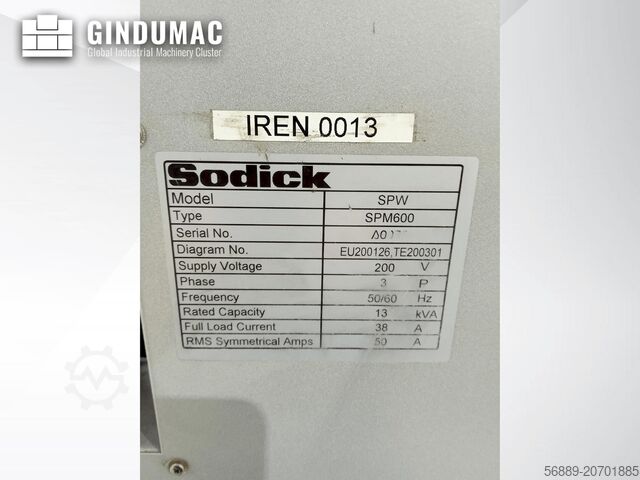 GINDUMAC
Global Industrial Machinery Cluster
IREN 0013
Sodick
Model SPW
Type SPM600
Serial No.
Diagram No. EU200126,TE200301
Supply Voltage 200 V
Phase 3 P
Frequency 50/60 Hz
Rated Capacity 13 kVA
Full Load Current 38 A
RMS Symmetrical Amps 50 A
56889-20701885